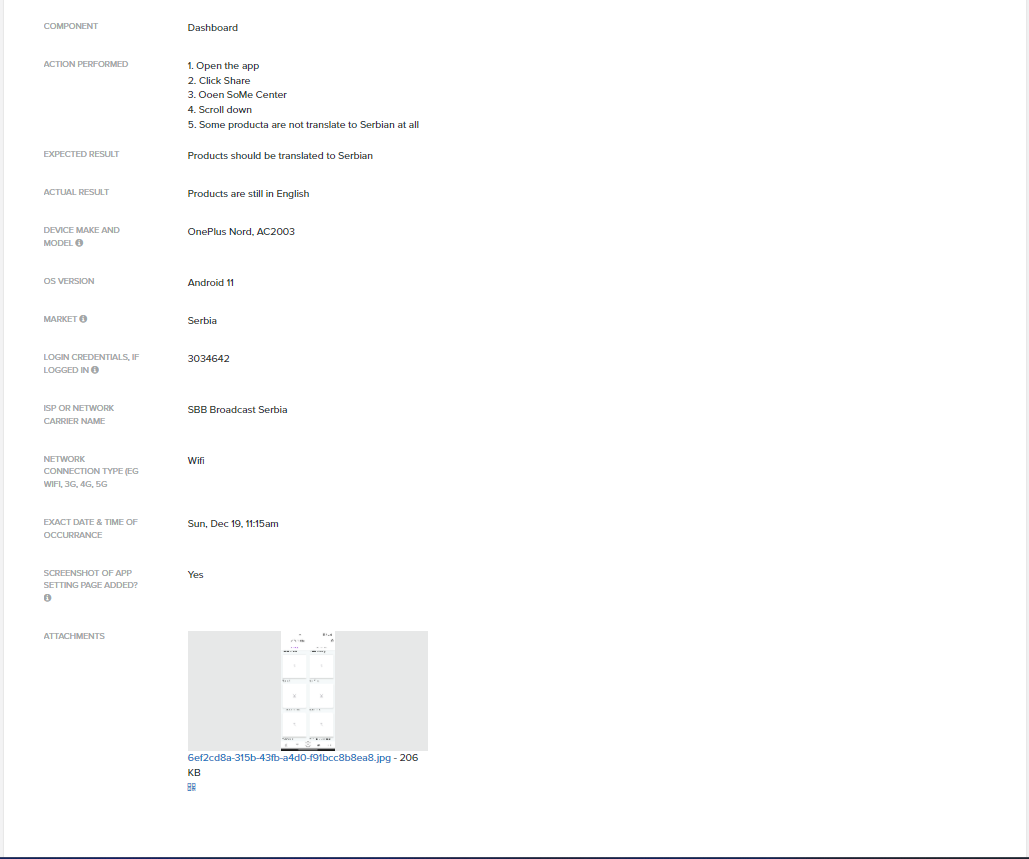 COMPONENT
Dashboard
ACTION PERFORMED
1. Open the app
2. Click Share
3. Ooen SoMe Center
4. Scroll down
5. Some producta are not translate to Serbian at all
EXPECTED RESULT
Products should be translated to Serbian
ACTUAL RESULT
Products are still in English
DEVICE MAKE AND
MODEL
OnePlus Nord, AC2003
OS VERSION
Android 11
MARKET
Serbia
LOGIN CREDENTIALS, IF
LOGGED IN
3034642
ISP OR NETWORK
CARRIER NAME
SBB Broadcast Serbia
NETWORK
CONNECTION TYPE (EG
WIFI, 3G, 4G, 5G
Wifi
EXACT DATE & TIME OF
OCCURRANCE
Sun, Dec 19, 11:15am
SCREENSHOT OF APP
SETTING PAGE ADDED?
Yes
ATTACHMENTS
6ef2cd8a-315b-43fb-a4d0-f91bcc8b8ea8.jpg - 206
KB